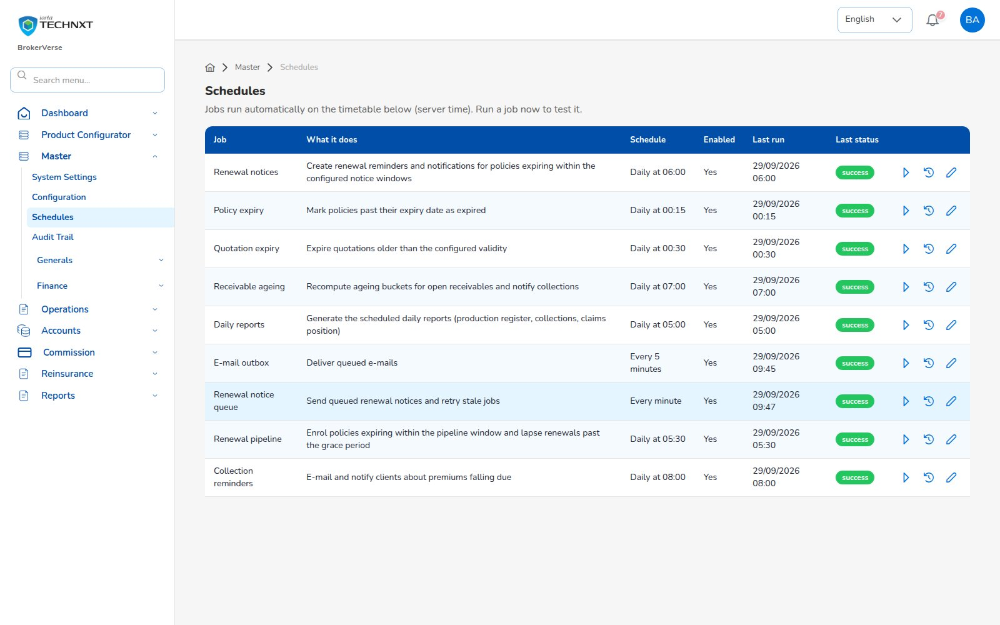 iorta
TECHNXT
BrokerVerse
Search menu...
Dashboard
Product Configurator
Master
System Settings
Configuration
Schedules
Audit Trail
Generals
Finance
Operations
Accounts
Commission
Reinsurance
Reports
English
7
BA
Master
Schedules
Schedules
Jobs run automatically on the timetable below (server time). Run a job now to test it.
Job What it does Schedule Enabled Last run Last status
Renewal notices Create renewal reminders and notifications for policies expiring within the
configured notice windows Daily at 06:00 Yes 29/09/2026
06:00 success
Policy expiry Mark policies past their expiry date as expired Daily at 00:15 Yes 29/09/2026
00:15 success
Quotation expiry Expire quotations older than the configured validity Daily at 00:30 Yes 29/09/2026
00:30 success
Receivable ageing Recompute ageing buckets for open receivables and notify collections Daily at 07:00 Yes 29/09/2026
07:00 success
Daily reports Generate the scheduled daily reports (production register, collections, claims
position) Daily at 05:00 Yes 29/09/2026
05:00 success
E-mail outbox Deliver queued e-mails Every 5
minutes Yes 29/09/2026
09:45 success
Renewal notice
queue Send queued renewal notices and retry stale jobs Every minute Yes 29/09/2026
09:47 success
Renewal pipeline Enrol policies expiring within the pipeline window and lapse renewals past
the grace period Daily at 05:30 Yes 29/09/2026
05:30 success
Collection
reminders E-mail and notify clients about premiums falling due Daily at 08:00 Yes 29/09/2026
08:00 success